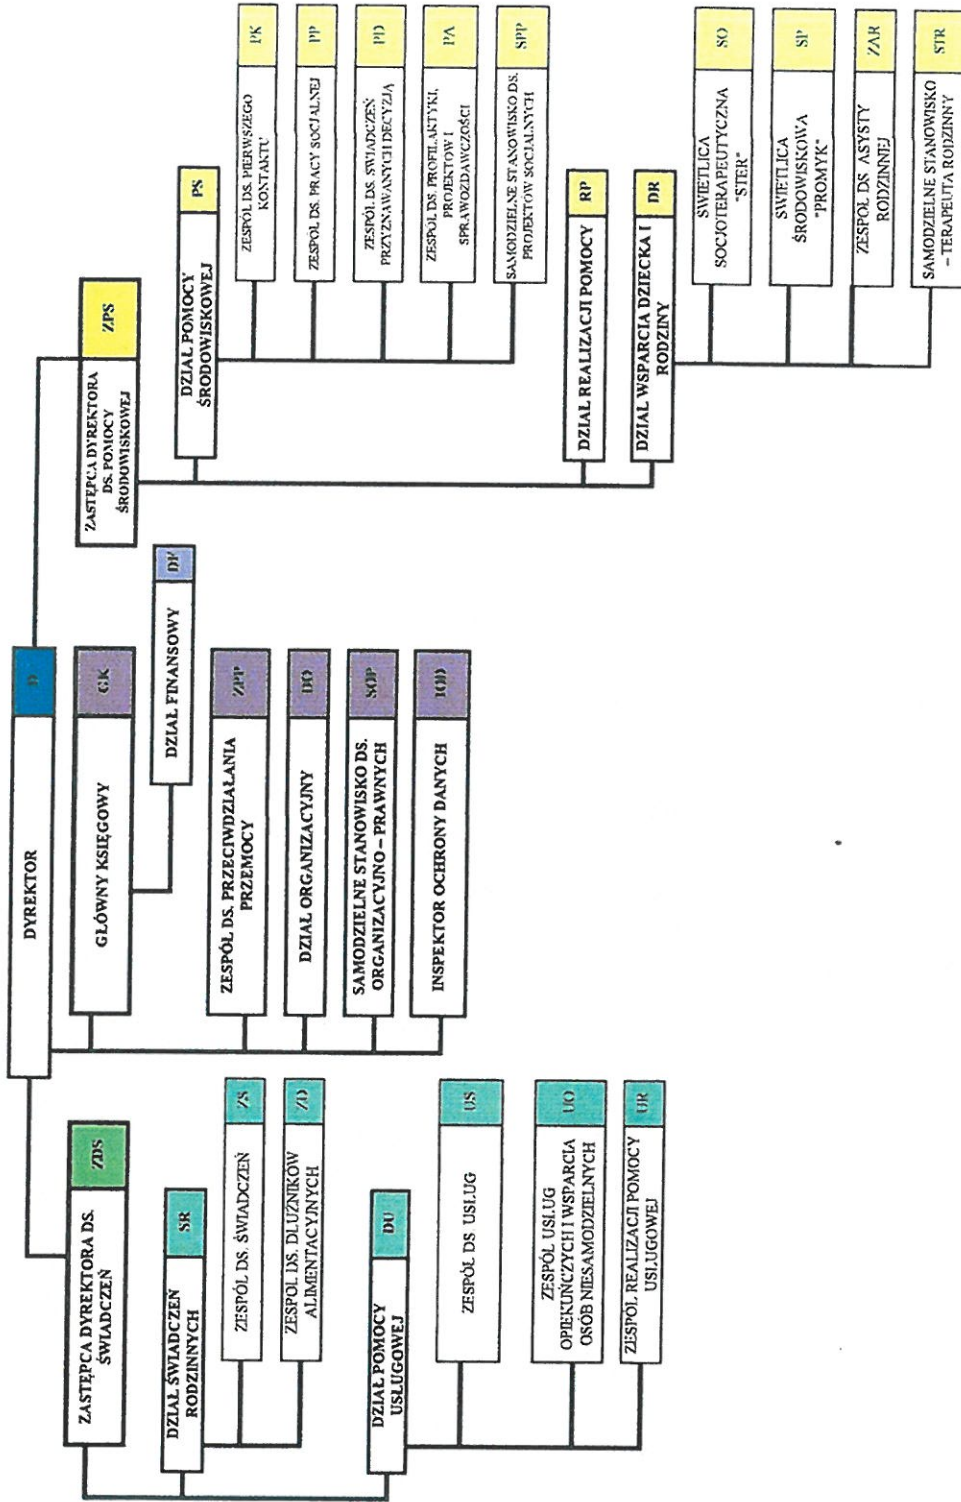 DYREKTOR
D
ZASTĘPCA DYREKTORA DS.
ŚWIADCZEŃ
ZDS
DZIAŁ ŚWIADCZEŃ
RODZINNYCH
SR
ZESPÓŁ DS. ŚWIADCZEŃ
ZS
ZESPÓŁ DS. DŁUŻNIKÓW
ALIMENTACYJNYCH
ZD
DZIAŁ POMOCY
USŁUGOWEJ
DU
ZESPÓŁ DS. USŁUG
US
ZESPÓŁ USŁUG
OPIEKUŃCZYCH I WSPARCIA
OSÓB NIESAMODZIELNYCH
UO
ZESPÓŁ REALIZACJI POMOCY
USŁUGOWEJ
UR
GŁÓWNY KSIĘGOWY
GK
DZIAŁ FINANSOWY
DF
ZESPÓŁ DS. PRZECIWDZIAŁANIA
PRZEMOCY
ZPP
DZIAŁ ORGANIZACYJNY
DO
SAMODZIELNE STANOWISKO DS.
ORGANIZACYJNO – PRAWNYCH
SOP
INSPEKTOR OCHRONY DANYCH
IOD
ZASTĘPCA DYREKTORA
DS. POMOCY
ŚRODOWISKOWEJ
ZPS
DZIAŁ POMOCY
ŚRODOWISKOWEJ
PS
ZESPÓŁ DS. PIERWSZEGO
KONTAKTU
PK
ZESPÓŁ DS. PRACY SOCJALNEJ
PP
ZESPÓŁ DS. ŚWIADCZEŃ
PRZYZNAWANYCH DECYZJĄ
PD
ZESPÓŁ DS. PROFILAKTYKI,
PROJEKTÓW I
SPRAWOZDAWCZOŚCI
PA
SAMODZIELNE STANOWISKO DS.
PROJEKTÓW SOCJALNYCH
SPP
DZIAŁ REALIZACJI POMOCY
RP
DZIAŁ WSPARCIA DZIECKA I
RODZINY
DR
ŚWIETLICA
SOCJOTERAPEUTYCZNA
"STER"
SO
ŚWIETLICA
ŚRODOWISKOWA
"PROMYK"
SP
ZESPÓŁ DS ASYSTY
RODZINNEJ
ZAR
SAMODZIELNE STANOWISKO
– TERAPEUTA RODZINNY
STR